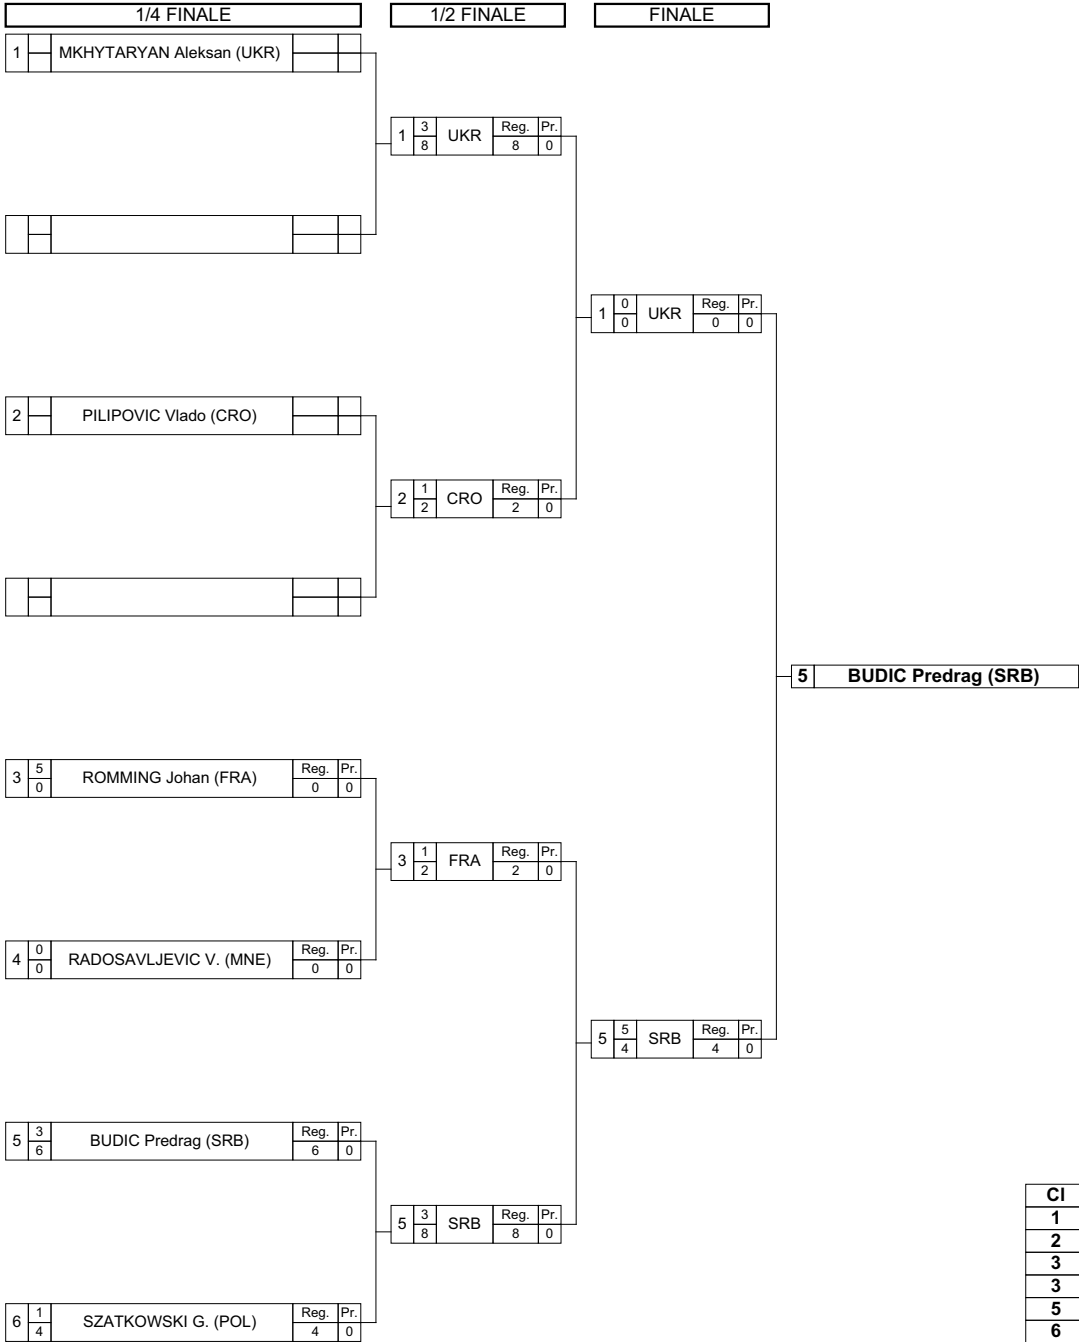 1/4 FINALE 1/2 FINALE FINALE
1 MKHYTARYAN Aleksan (UKR)
1 3 8 UKR Reg. Pr. 8 0
1 0 0 UKR Reg. Pr. 0 0
2 PILIPOVIC Vlado (CRO)
2 1 2 CRO Reg. Pr. 2 0
5 BUDIC Predrag (SRB)
3 5 0 ROMMING Johan (FRA) Reg. Pr. 0 0
3 1 2 FRA Reg. Pr. 2 0
4 0 0 RADOSAVLJEVIC V. (MNE) Reg. Pr. 0 0
5 5 4 SRB Reg. Pr. 4 0
5 3 6 BUDIC Predrag (SRB) Reg. Pr. 6 0
5 3 8 SRB Reg. Pr. 8 0
6 1 4 SZATKOWSKI G. (POL) Reg. Pr. 4 0
Cl
1
2
3
3
5
6